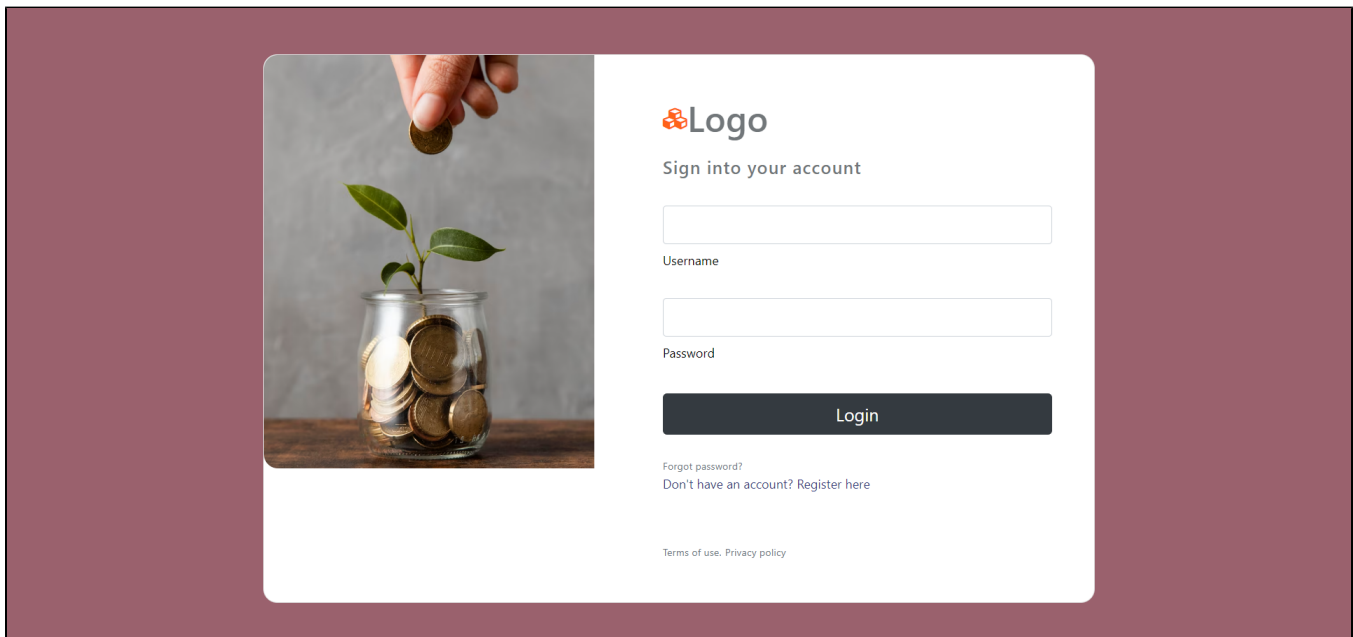 Logo
Sign into your account
Username
Password
Login
Forgot password?
Don't have an account? Register here
Terms of use. Privacy policy